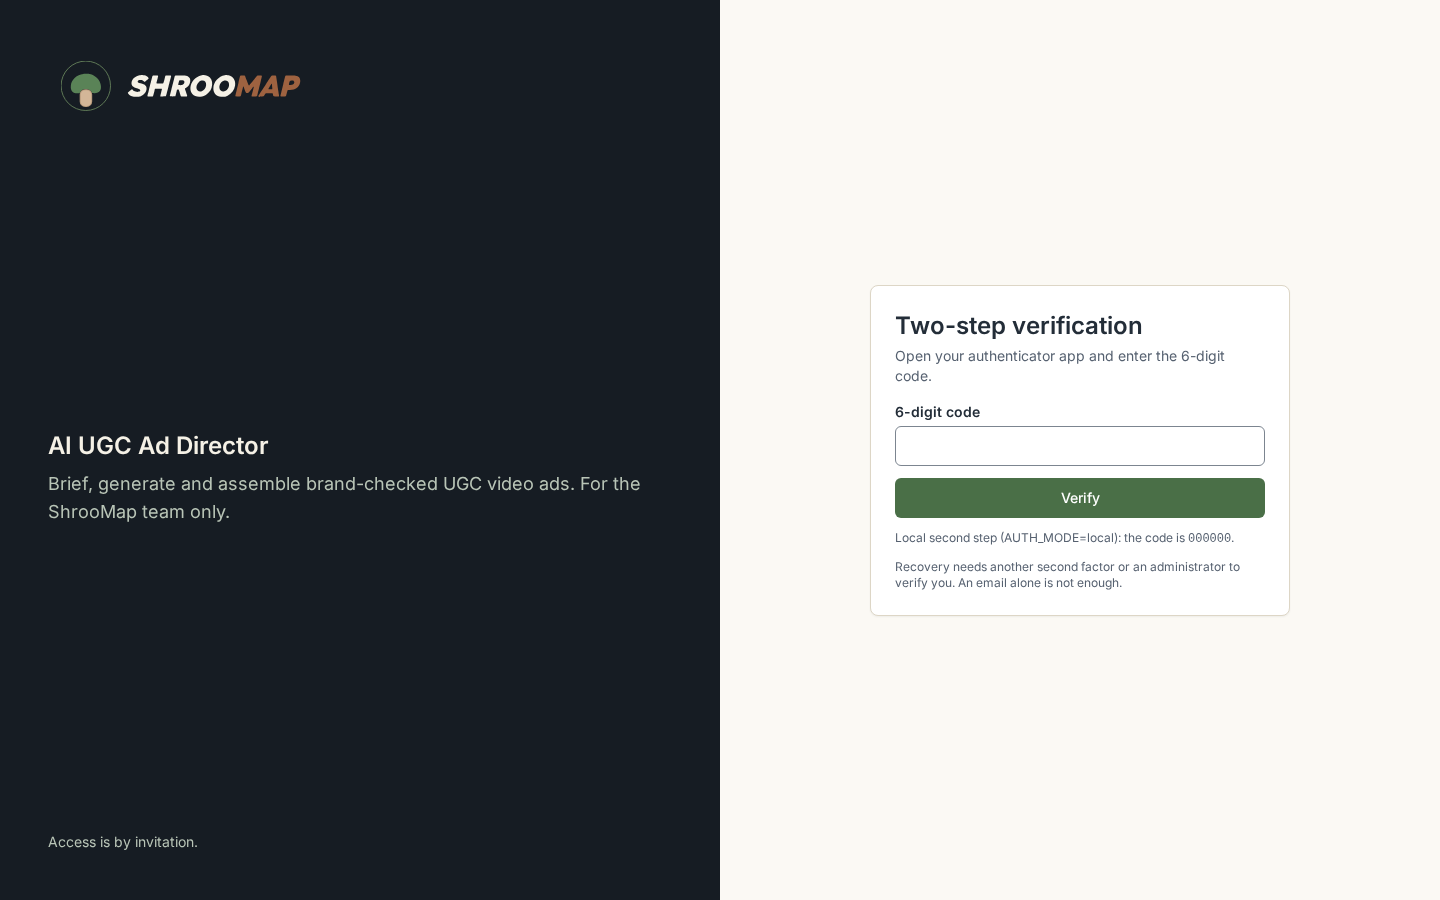 SHROOMAP
AI UGC Ad Director
Brief, generate and assemble brand-checked UGC video ads. For the
ShrooMap team only.
Access is by invitation.
Two-step verification
Open your authenticator app and enter the 6-digit
code.
6-digit code
Verify
Local second step (AUTH_MODE=local): the code is 000000.
Recovery needs another second factor or an administrator to
verify you. An email alone is not enough.